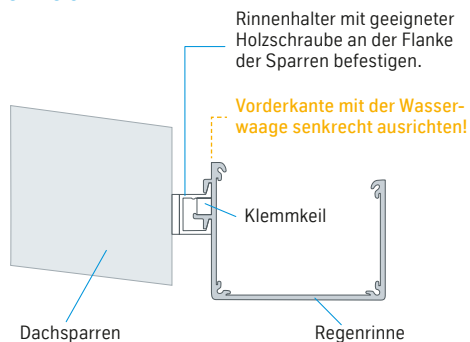 Rinnenhalter mit geeigneter
Holzschraube an der Flanke
der Sparren befestigen.
Vorderkante mit der Wasser-
waage senkrecht ausrichten!
Klemmkeil
Dachsparren
Regenrinne